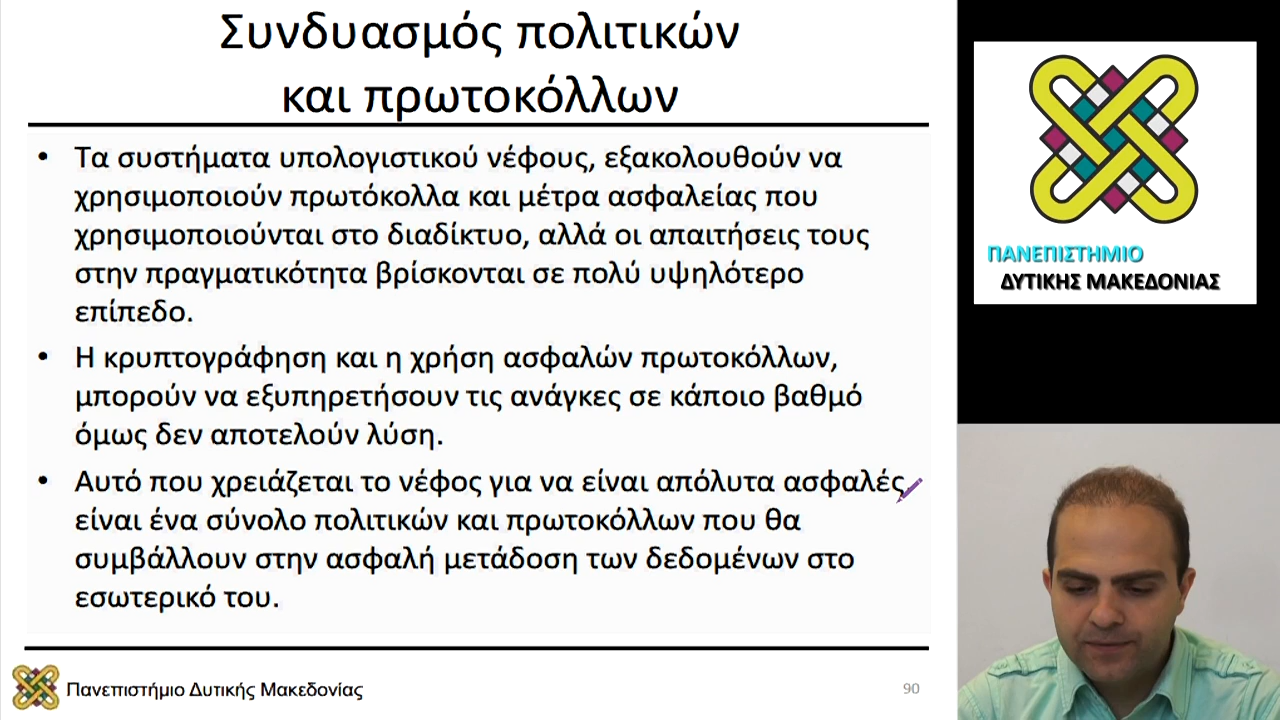 Συνδυασμός πολιτικών
και πρωτοκόλλων
• Τα συστήματα υπολογιστικού νέφους, εξακολουθούν να
χρησιμοποιούν πρωτόκολλα και μέτρα ασφαλείας που
χρησιμοποιούνται στο διαδίκτυο, αλλά οι απαιτήσεις τους
στην πραγματικότητα βρίσκονται σε πολύ υψηλότερο
επίπεδο.
• Η κρυπτογράφηση και η χρήση ασφαλών πρωτοκόλλων,
μπορούν να εξυπηρετήσουν τις ανάγκες σε κάποιο βαθμό
όμως δεν αποτελούν λύση.
• Αυτό που χρειάζεται το νέφος για να είναι απόλυτα ασφαλές,
είναι ένα σύνολο πολιτικών και πρωτοκόλλων που θα
συμβάλλουν στην ασφαλή μετάδοση των δεδομένων στο
εσωτερικό του.
Πανεπιστήμιο Δυτικής Μακεδονίας
90
ΠΑΝΕΠΙΣΤΗΜΙΟ
ΔΥΤΙΚΗΣ ΜΑΚΕΔΟΝΙΑΣ